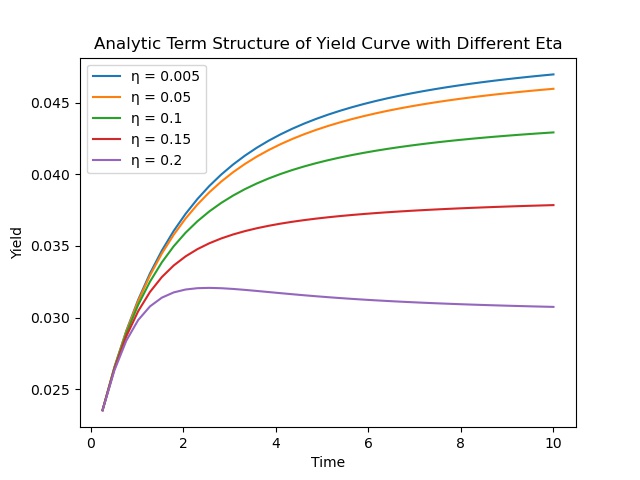 Analytic Term Structure of Yield Curve with Different Eta
η = 0.005
η = 0.05
η = 0.1
η = 0.15
η = 0.2
0.045
0.040
0.035
0.030
0.025
Yield
0 2 4 6 8 10
Time